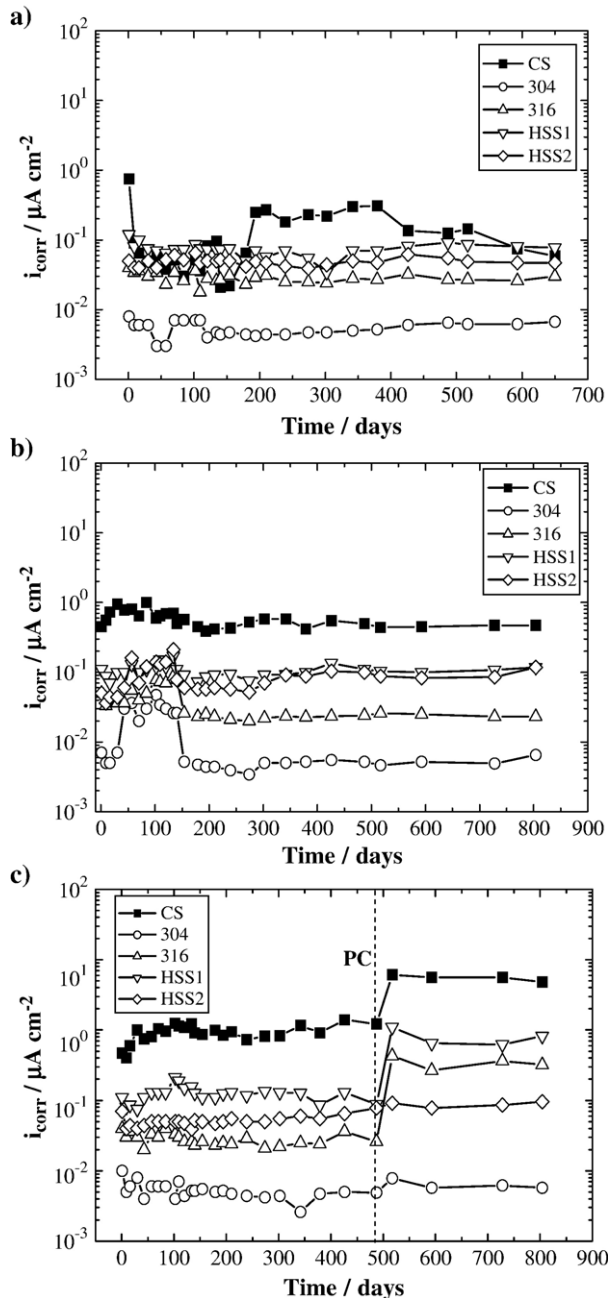 a)
10²
10¹
10⁰
10⁻¹
10⁻²
10⁻³
i_corr / μA cm⁻²
CS
304
316
HSS1
HSS2
0 100 200 300 400 500 600 700
Time / days
b)
10²
10¹
10⁰
10⁻¹
10⁻²
10⁻³
i_corr / μA cm⁻²
CS
304
316
HSS1
HSS2
0 100 200 300 400 500 600 700 800 900
Time / days
c)
10²
10¹
10⁰
10⁻¹
10⁻²
10⁻³
i_corr / μA cm⁻²
CS
304
316
HSS1
HSS2
PC
0 100 200 300 400 500 600 700 800 900
Time / days